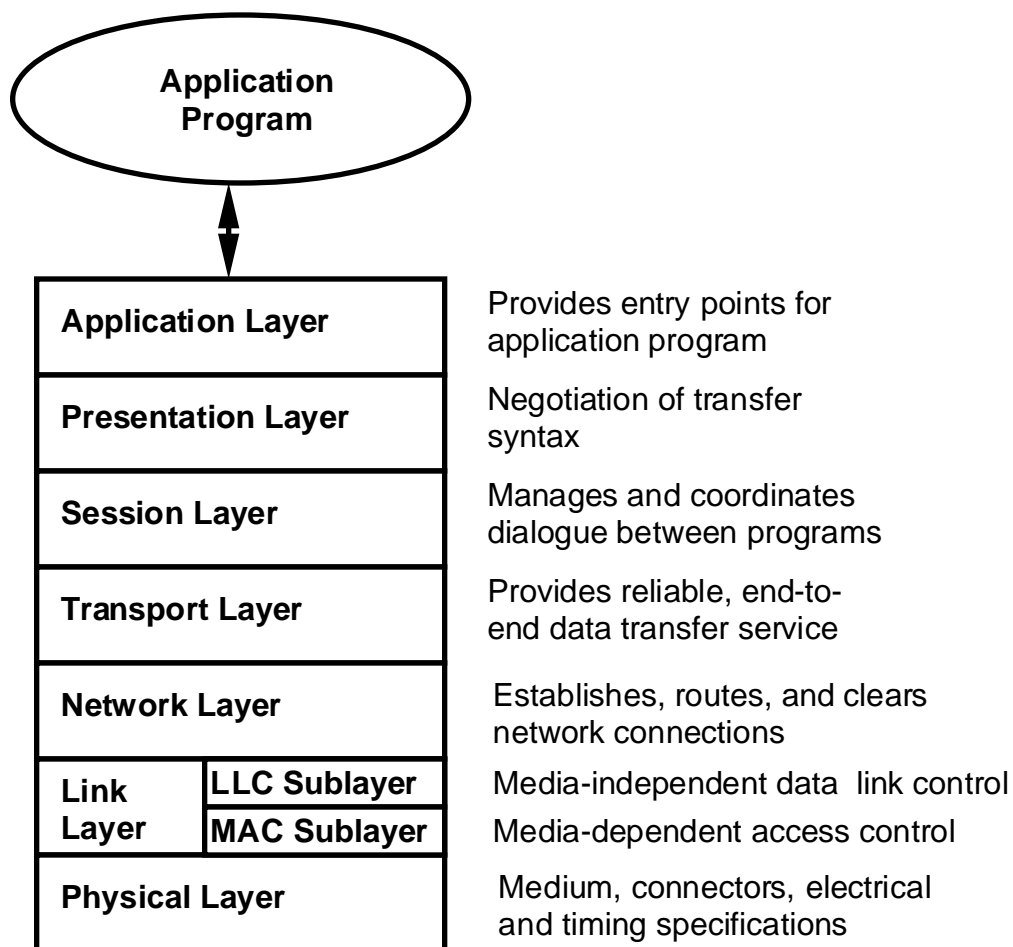 Application
Program
Application Layer
Provides entry points for
application program
Presentation Layer
Negotiation of transfer
syntax
Session Layer
Manages and coordinates
dialogue between programs
Transport Layer
Provides reliable, end-to-
end data transfer service
Network Layer
Establishes, routes, and clears
network connections
Link
Layer
LLC Sublayer
Media-independent data link control
MAC Sublayer
Media-dependent access control
Physical Layer
Medium, connectors, electrical
and timing specifications